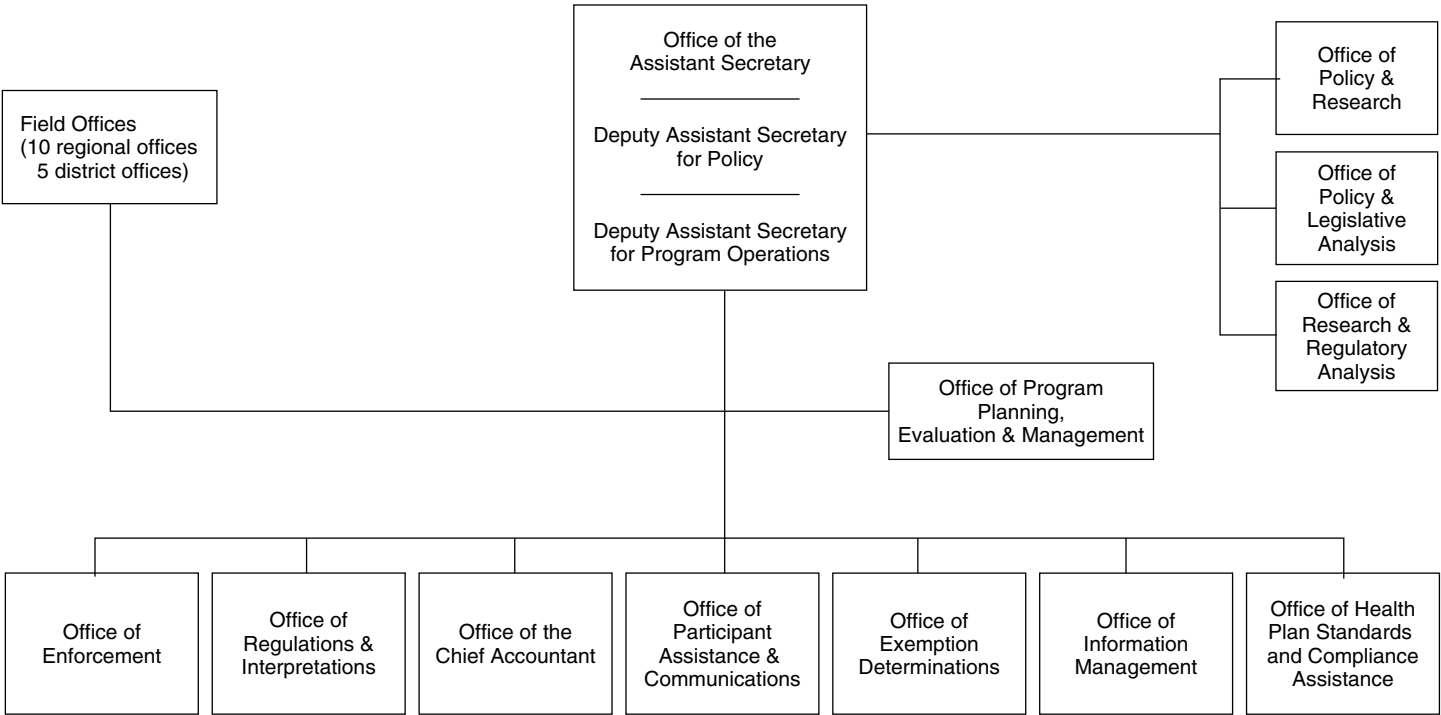 Office of the
Assistant Secretary
Deputy Assistant Secretary
for Policy
Deputy Assistant Secretary
for Program Operations
Field Offices
(10 regional offices
5 district offices)
Office of
Policy &
Research
Office of
Policy &
Legislative
Analysis
Office of
Research &
Regulatory
Analysis
Office of Program
Planning,
Evaluation & Management
Office of
Enforcement
Office of
Regulations &
Interpretations
Office of the
Chief Accountant
Office of
Participant
Assistance &
Communications
Office of
Exemption
Determinations
Office of
Information
Management
Office of Health
Plan Standards
and Compliance
Assistance